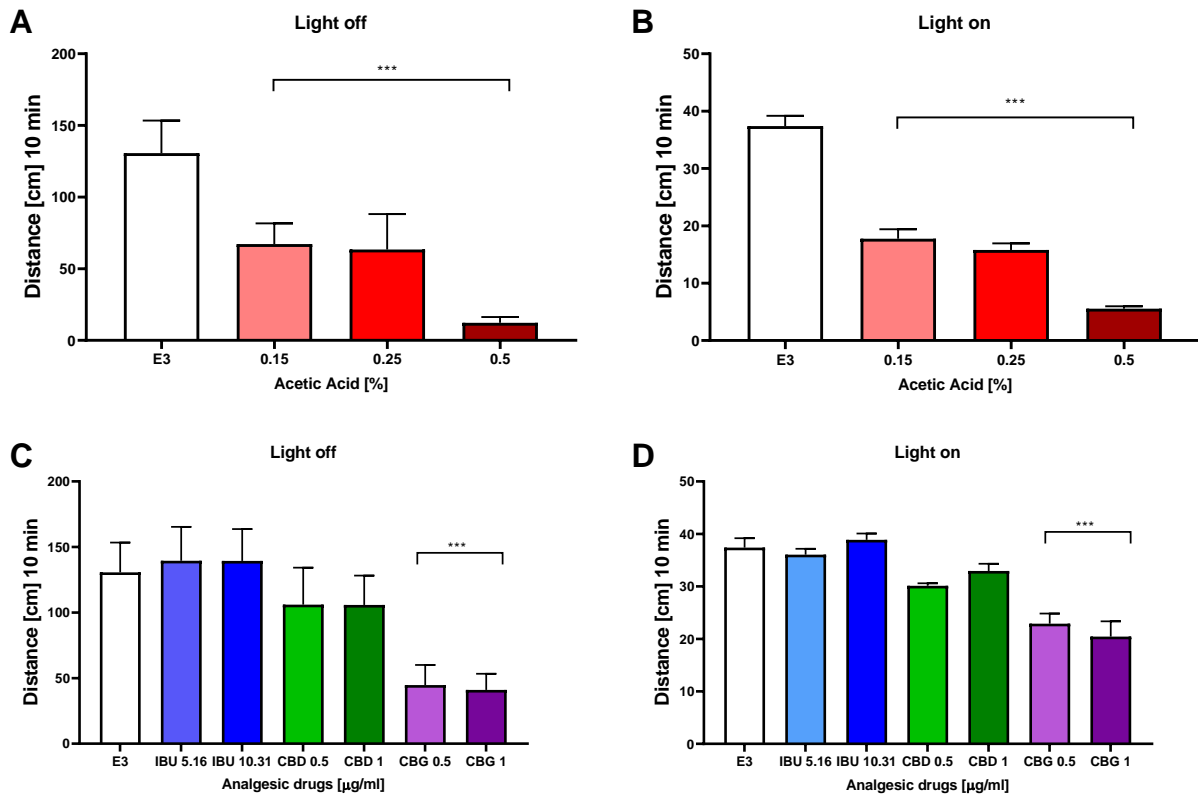 A
Light off
Distance [cm] 10 min
200
150
100
50
0
***
E3
0.15
0.25
0.5
Acetic Acid [%]
B
Light on
Distance [cm] 10 min
50
40
30
20
10
0
***
E3
0.15
0.25
0.5
Acetic Acid [%]
C
Light off
Distance [cm] 10 min
200
150
100
50
0
***
E3
IBU 5.16
IBU 10.31
CBD 0.5
CBD 1
CBG 0.5
CBG 1
Analgesic drugs [µg/ml]
D
Light on
Distance [cm] 10 min
50
40
30
20
10
0
***
E3
IBU 5.16
IBU 10.31
CBD 0.5
CBD 1
CBG 0.5
CBG 1
Analgesic drugs [µg/ml]